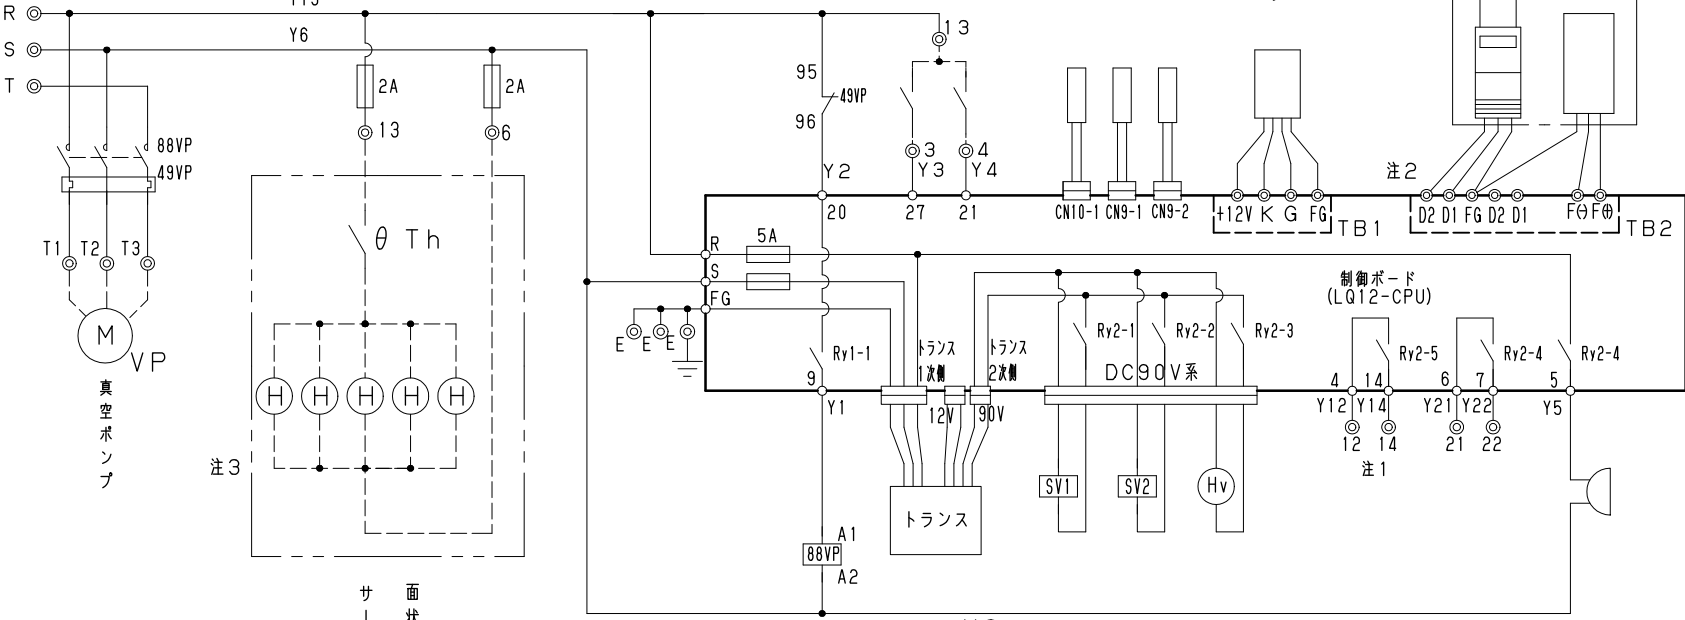 R
S
T
Y6
2A
2A
13
6
13
95
49VP
96
3
4
Y2
Y3
Y4
20
27
21
88VP
49VP
T1
T2
T3
M
VP
真空ポンプ
θ Th
H H H H H
注3
面状
サー
CN10-1
CN9-1
CN9-2
+12V K G FG
TB1
注2
D2 D1 FG D2 D1
F⊖ F⊕
TB2
R
5A
S
FG
E E E
制御ボード
(LQ12-CPU)
Ry1-1
トランス
1次側
トランス
2次側
Ry2-1
Ry2-2
Ry2-3
DC90V系
Ry2-5
Ry2-4
Ry2-4
9
4
14
6
7
5
Y1
12V
90V
Y12
Y14
Y21
Y22
Y5
12
14
21
22
注1
トランス
SV1
SV2
Hv
A1
88VP
A2